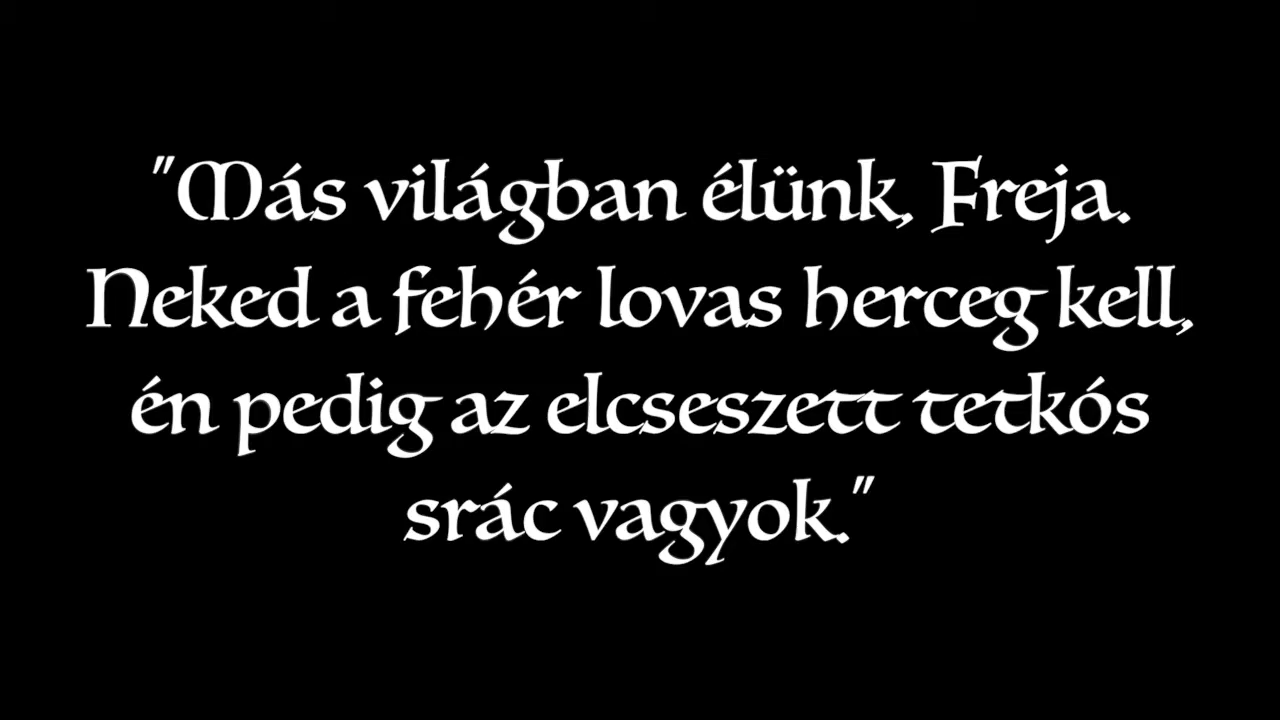 "Más világban élünk, Freja.
Neked a fehér lovas herceg kell,
én pedig az elcseszett tetkós
srác vagyok."